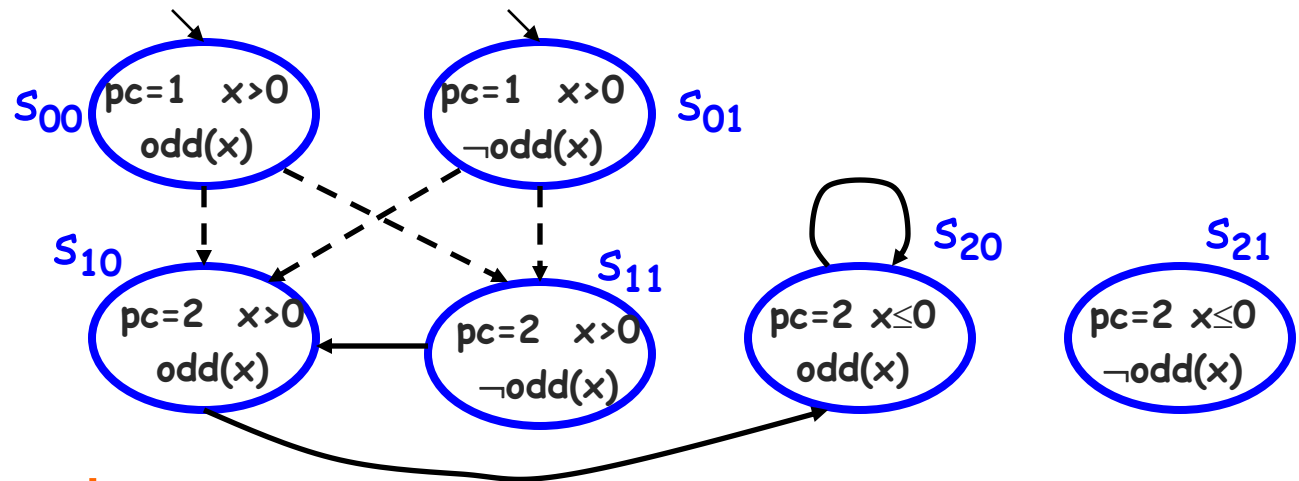 S00
pc=1 x>0
odd(x)
pc=1 x>0
¬odd(x)
S01
S10
pc=2 x>0
odd(x)
S11
pc=2 x>0
¬odd(x)
S20
pc=2 x≤0
odd(x)
S21
pc=2 x≤0
¬odd(x)